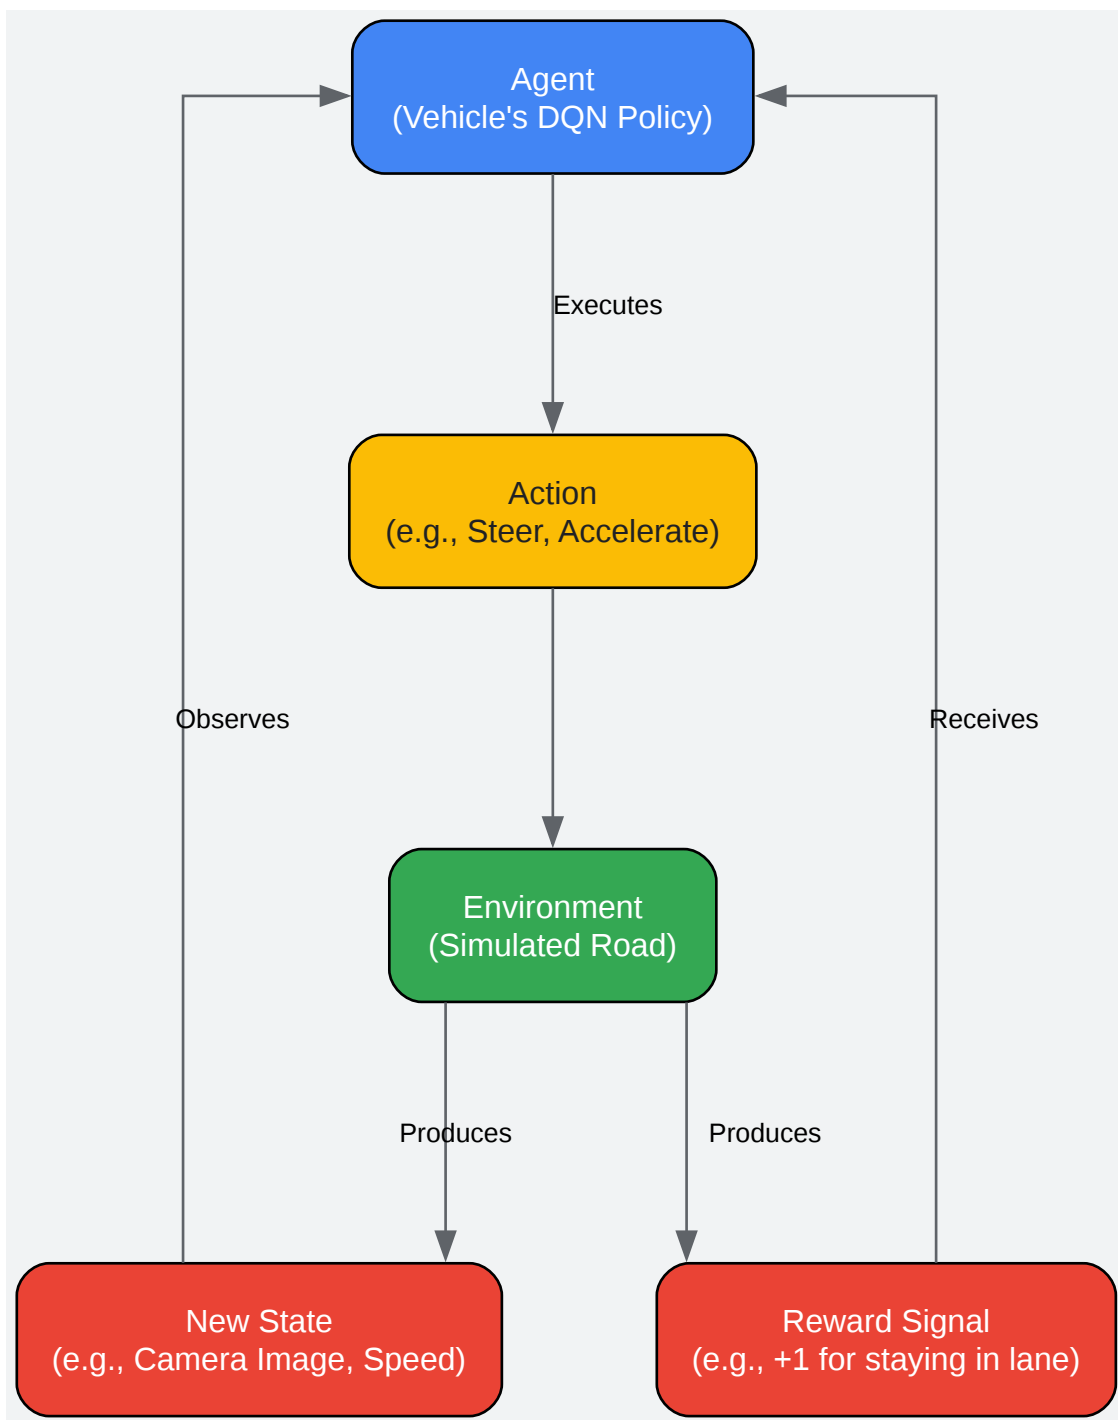 Agent
(Vehicle's DQN Policy)
Executes
Action
(e.g., Steer, Accelerate)
Observes
Receives
Environment
(Simulated Road)
Produces
Produces
New State
(e.g., Camera Image, Speed)
Reward Signal
(e.g., +1 for staying in lane)